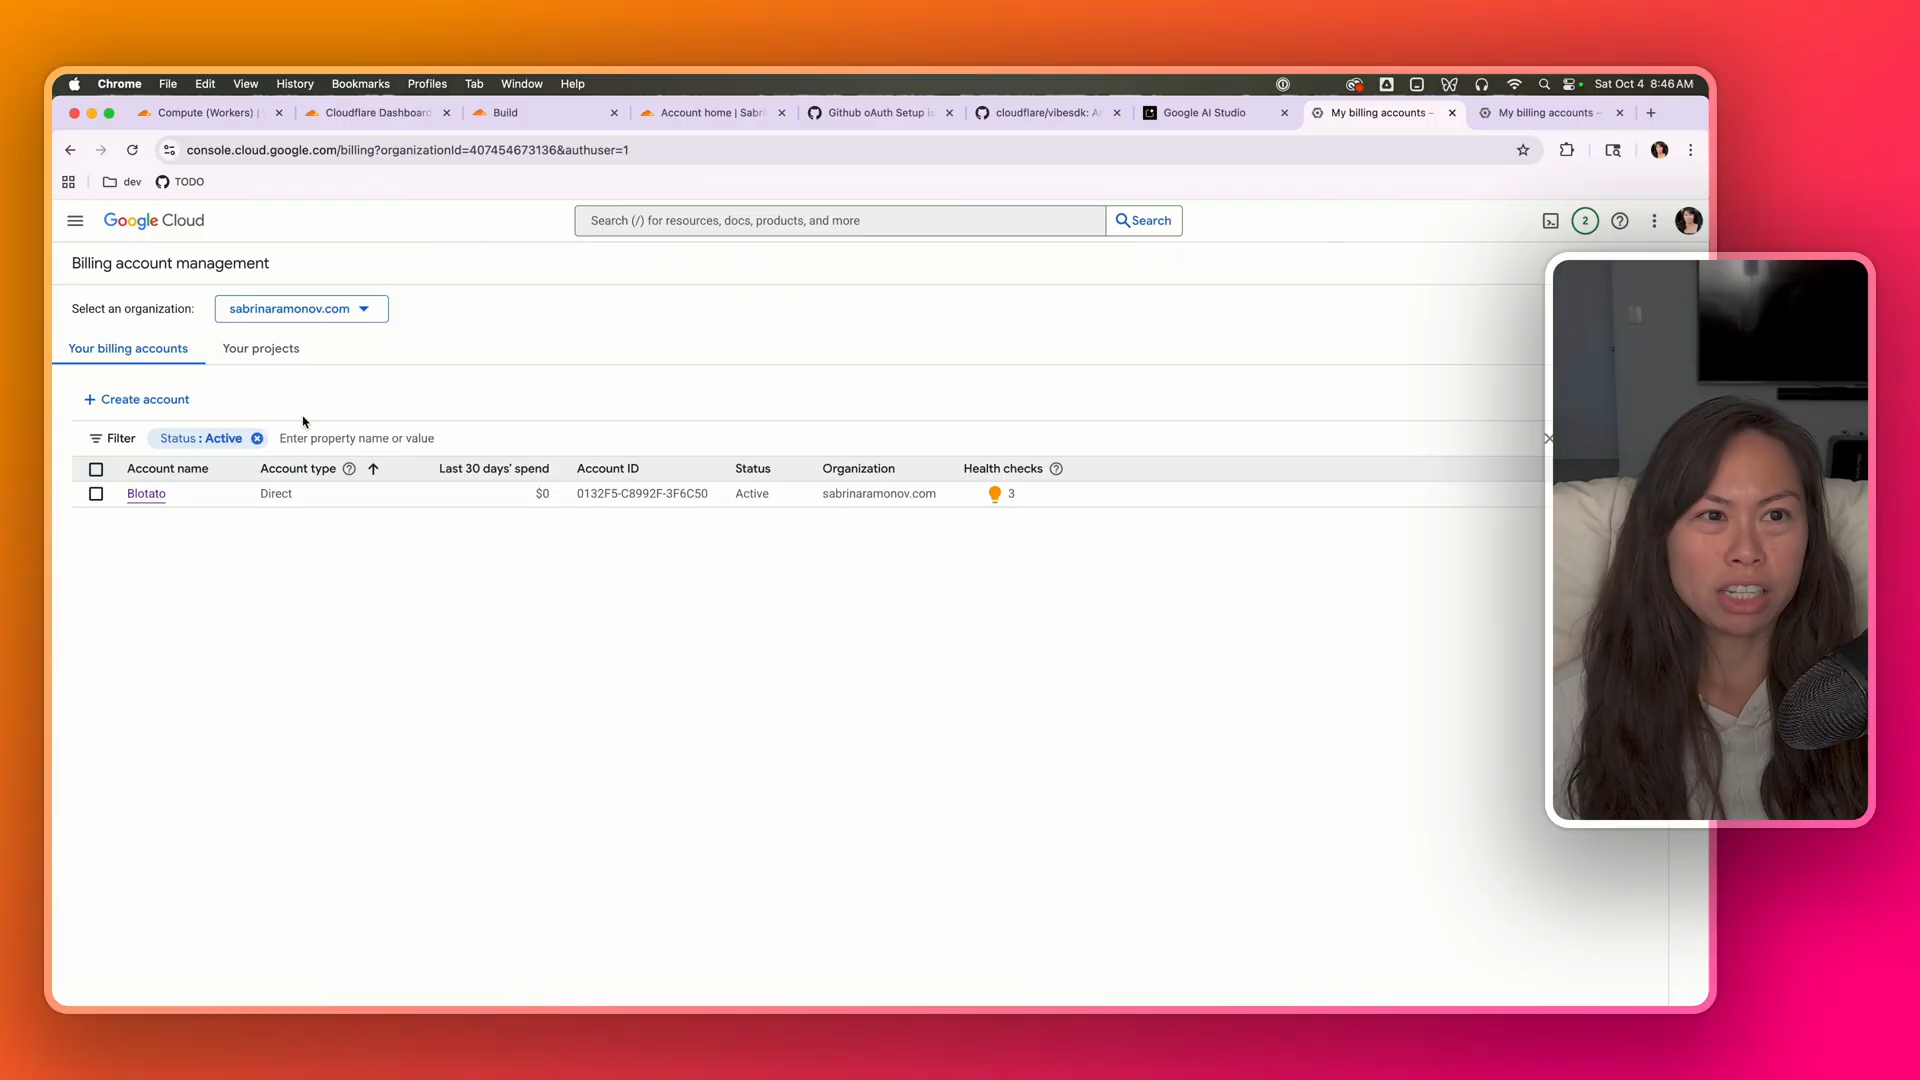 Chrome File Edit View History Bookmarks Profiles Tab Window Help Sat Oct 4 8:46 AM
Compute (Workers) | Cloudflare Dashboard Build Account home | Sabri Github oAuth Setup is cloudflare/vibesdk: Ar Google AI Studio My billing accounts – My billing accounts –
console.cloud.google.com/billing?organizationId=407454673136&authuser=1
dev TODO
Google Cloud Search (/) for resources, docs, products, and more Search 2
Billing account management
Select an organization: sabrinaramonov.com
Your billing accounts Your projects
+ Create account
Filter Status : Active Enter property name or value
Account name Account type Last 30 days' spend Account ID Status Organization Health checks
Blotato Direct $0 0132F5-C8992F-3F6C50 Active sabrinaramonov.com 3